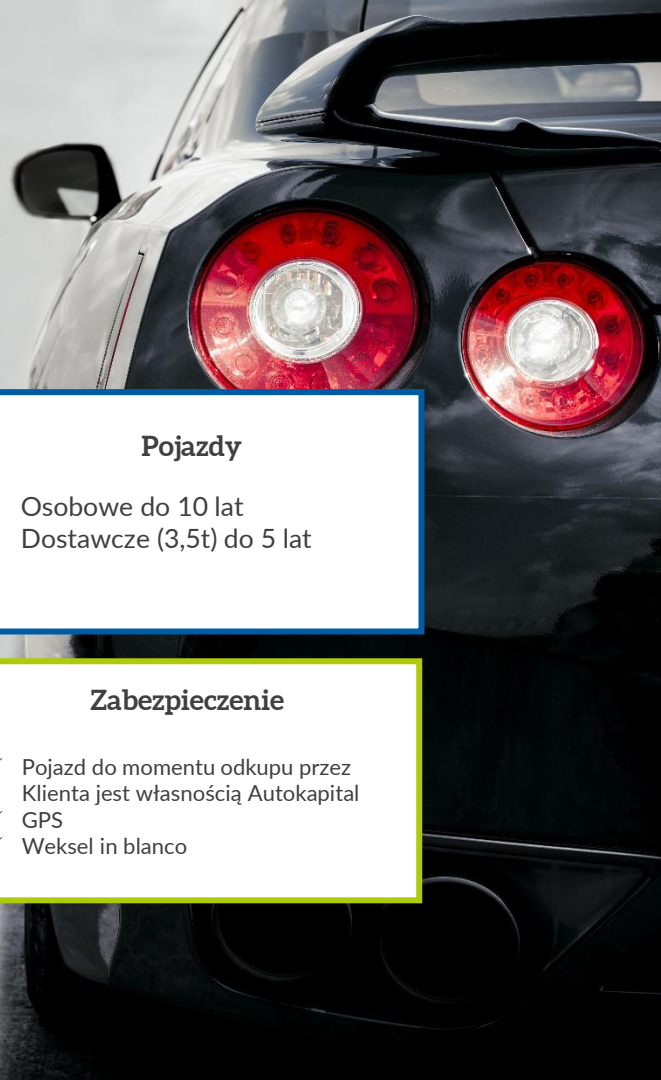 Pojazdy
Osobowe do 10 lat
Dostawcze (3,5t) do 5 lat
Zabezpieczenie
Pojazd do momentu odkupu przez
Klienta jest własnością Autokapital
GPS
Weksel in blanco